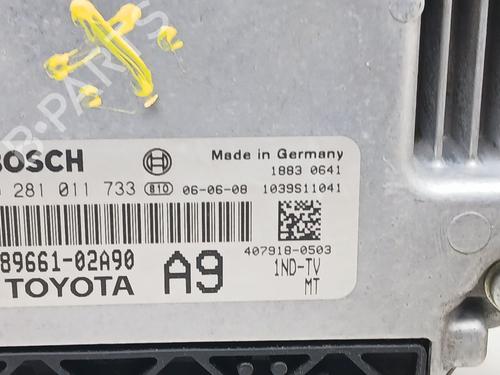 BOSCH
Made in Germany
1883 0641
281 011 733 810 06-06-08 1039S11041
407918-0503
89661-02A90
A9
1ND-TV
TOYOTA
MT